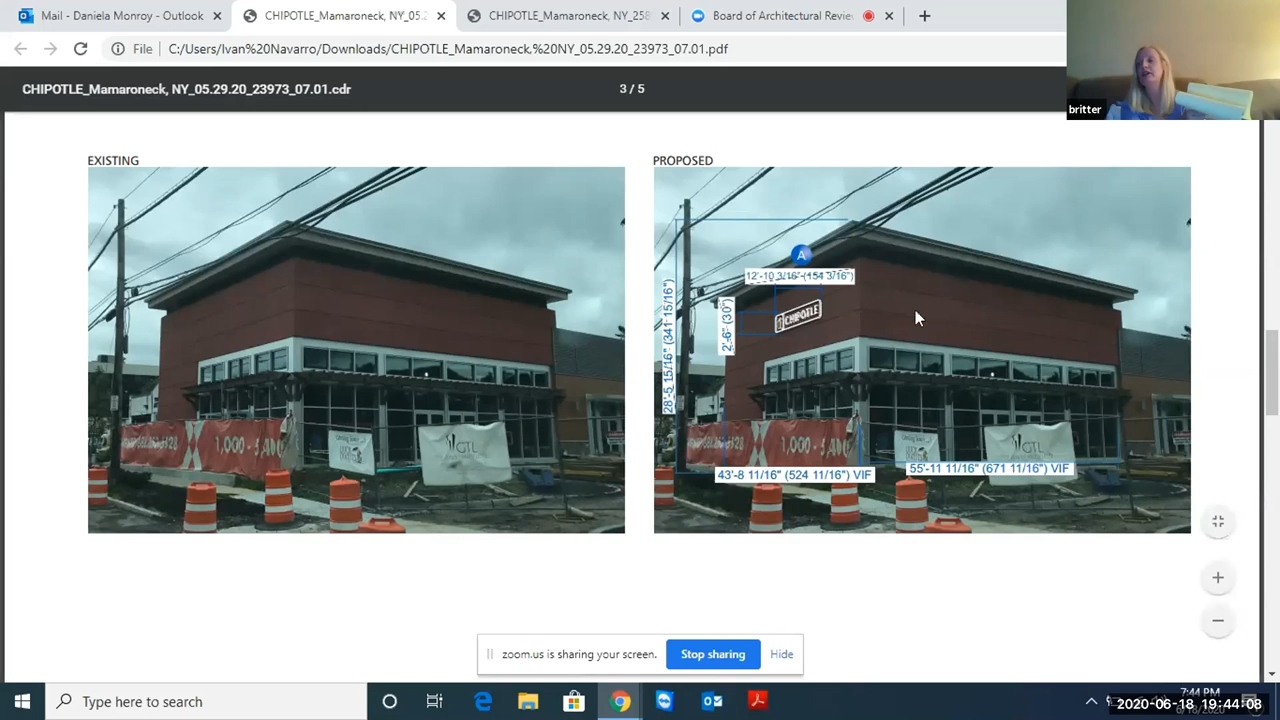 Mail - Daniela Monroy - Outlook
CHIPOTLE_Mamaroneck, NY_05.2
CHIPOTLE_Mamaroneck, NY_258
Board of Architectural Revie
File
C:/Users/Ivan%20Navarro/Downloads/CHIPOTLE_Mamaroneck,%20NY_05.29.20_23973_07.01.pdf
britter
CHIPOTLE_Mamaroneck, NY_05.29.20_23973_07.01.cdr
3 / 5
EXISTING
PROPOSED
GTL
A
12'-10 3/16" (154 3/16")
2'-6" (30")
28'-5 15/16" (341 15/16")
CHIPOTLE
GTL
43'-8 11/16" (524 11/16") VIF
55'-11 11/16" (671 11/16") VIF
zoom.us is sharing your screen.
Stop sharing
Hide
Type here to search
7:44 PM
2020-06-18 19:44:08